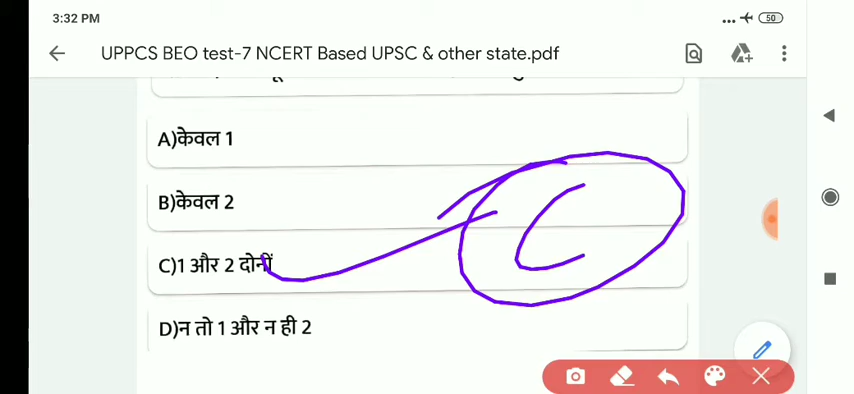 3:32 PM
50
UPPCS BEO test-7 NCERT Based UPSC & other state.pdf
A)केवल 1
B)केवल 2
C)1 और 2 दोनों
C
D)न तो 1 और न ही 2